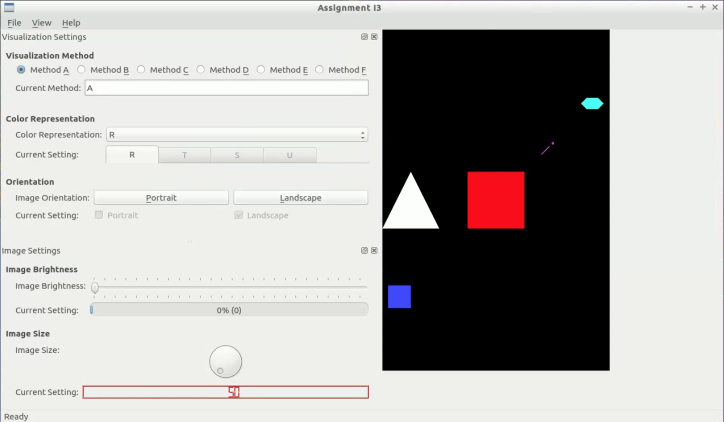 Assignment I3
File View Help
Visualization Settings
Visualization Method
Method A Method B Method C Method D Method E Method F
Current Method: A
Color Representation
Color Representation: R
Current Setting: R T S U
Orientation
Image Orientation: Portrait Landscape
Current Setting: Portrait Landscape
Image Settings
Image Brightness
Image Brightness:
Current Setting: 0% (0)
Image Size
Image Size:
Current Setting: 50
Ready